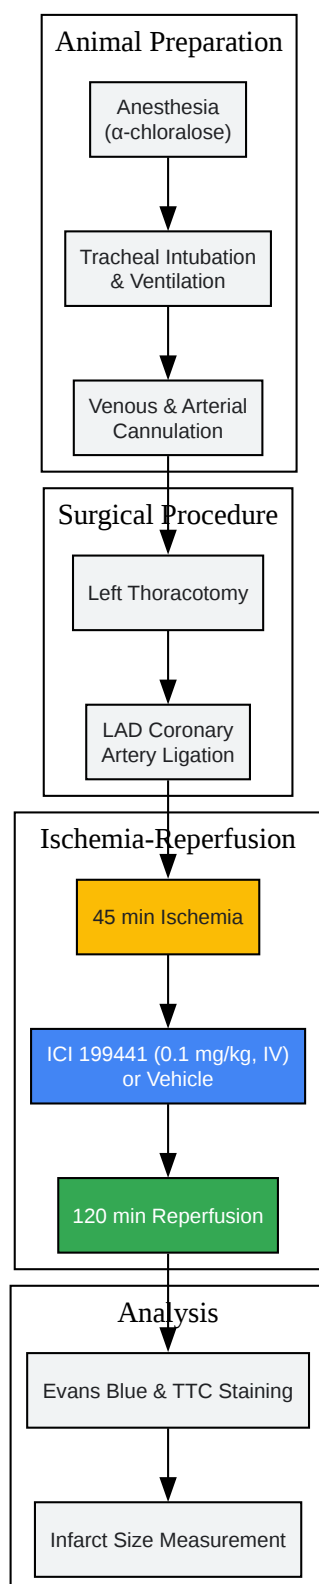 Animal Preparation
Anesthesia
(α-chloralose)
Tracheal Intubation
& Ventilation
Venous & Arterial
Cannulation
Surgical Procedure
Left Thoracotomy
LAD Coronary
Artery Ligation
Ischemia-Reperfusion
45 min Ischemia
ICI 199441 (0.1 mg/kg, IV)
or Vehicle
120 min Reperfusion
Analysis
Evans Blue & TTC Staining
Infarct Size Measurement